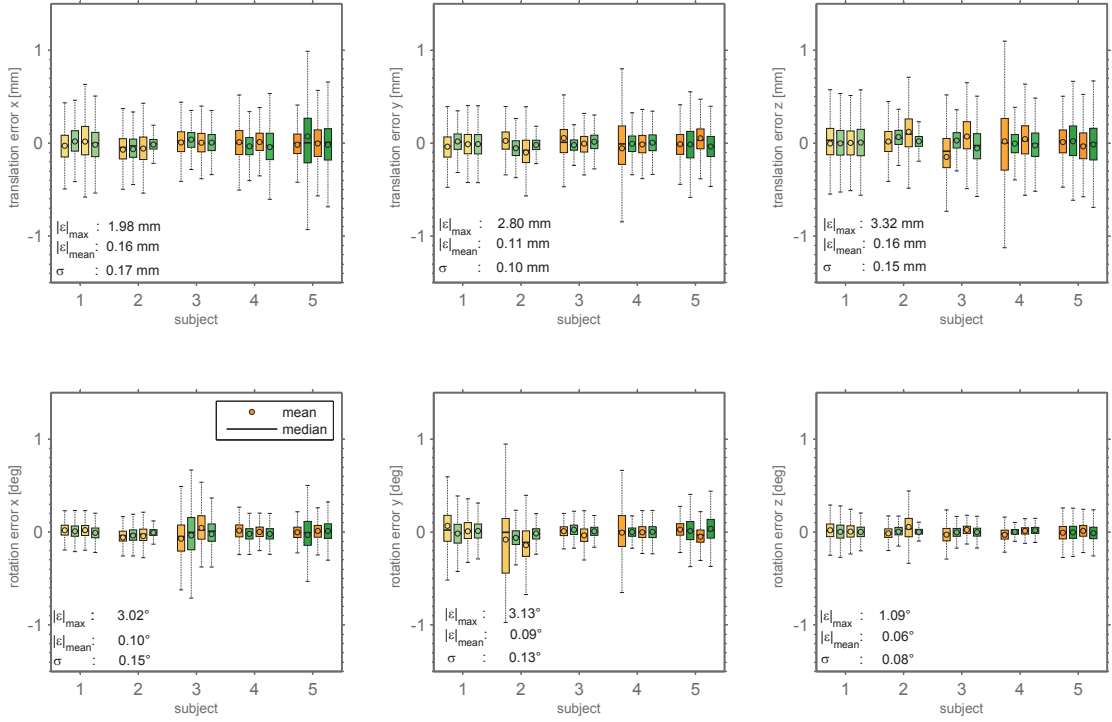 translation error x [mm]
1
0
-1
|ε|max : 1.98 mm
|ε|mean: 0.16 mm
σ : 0.17 mm
1 2 3 4 5
subject
translation error y [mm]
1
0
-1
|ε|max : 2.80 mm
|ε|mean: 0.11 mm
σ : 0.10 mm
1 2 3 4 5
subject
translation error z [mm]
1
0
-1
|ε|max : 3.32 mm
|ε|mean: 0.16 mm
σ : 0.15 mm
1 2 3 4 5
subject
rotation error x [deg]
1
0
-1
mean
median
|ε|max : 3.02°
|ε|mean: 0.10°
σ : 0.15°
1 2 3 4 5
subject
rotation error y [deg]
1
0
-1
|ε|max : 3.13°
|ε|mean: 0.09°
σ : 0.13°
1 2 3 4 5
subject
rotation error z [deg]
1
0
-1
|ε|max : 1.09°
|ε|mean: 0.06°
σ : 0.08°
1 2 3 4 5
subject